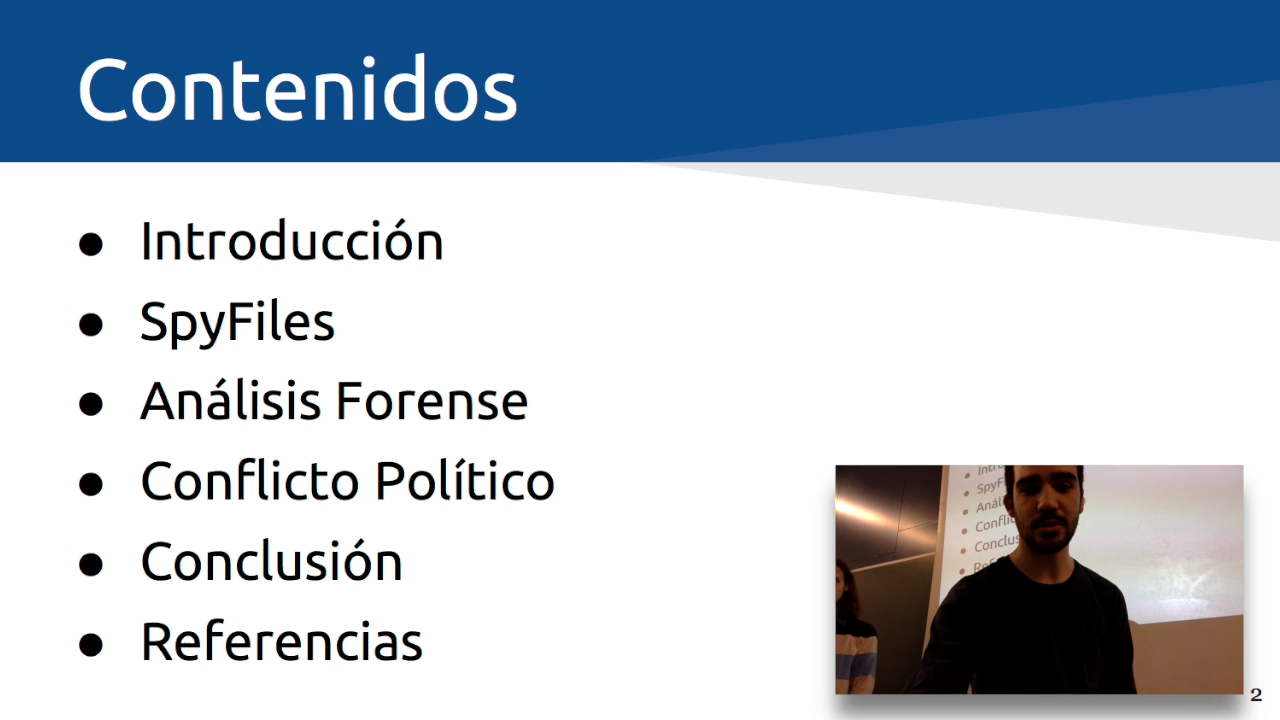 Contenidos
● Introducción
● SpyFiles
● Análisis Forense
● Conflicto Político
● Conclusión
● Referencias
2